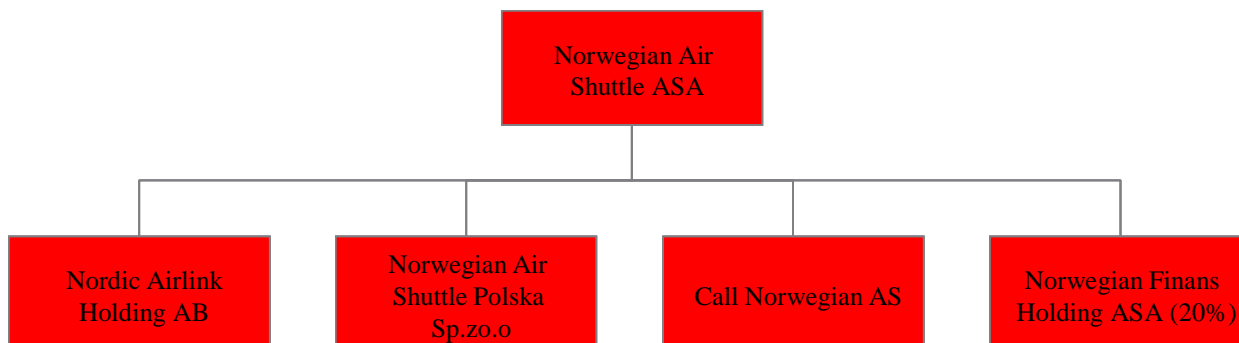 Norwegian Air
Shuttle ASA
Nordic Airlink
Holding AB
Norwegian Air
Shuttle Polska
Sp.zo.o
Call Norwegian AS
Norwegian Finans
Holding ASA (20%)